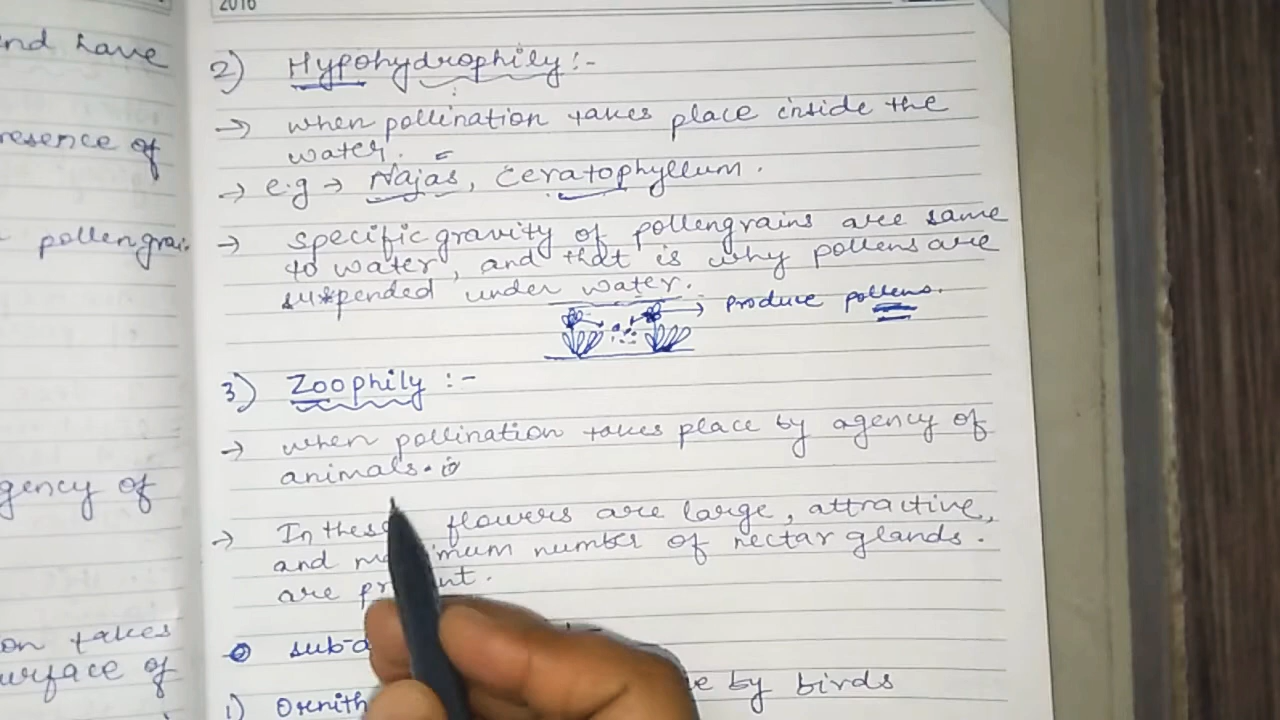 2016
nd have
resence of
pollengrai
gency of
on takes
urface of
2) Hypohydrophily :-
→ when pollination takes place inside the
water.
→ e.g → Najas, Ceratophyllum.
→ specific gravity of pollengrains are same
to water, and that is why pollens are
suspended under water.
→ Produce pollens.
3) Zoophily :-
→ when pollination takes place by agency of
animals.
→ In these flowers are large, attractive,
and mum number of nectar glands.
are
sub-
i) Ornith by birds